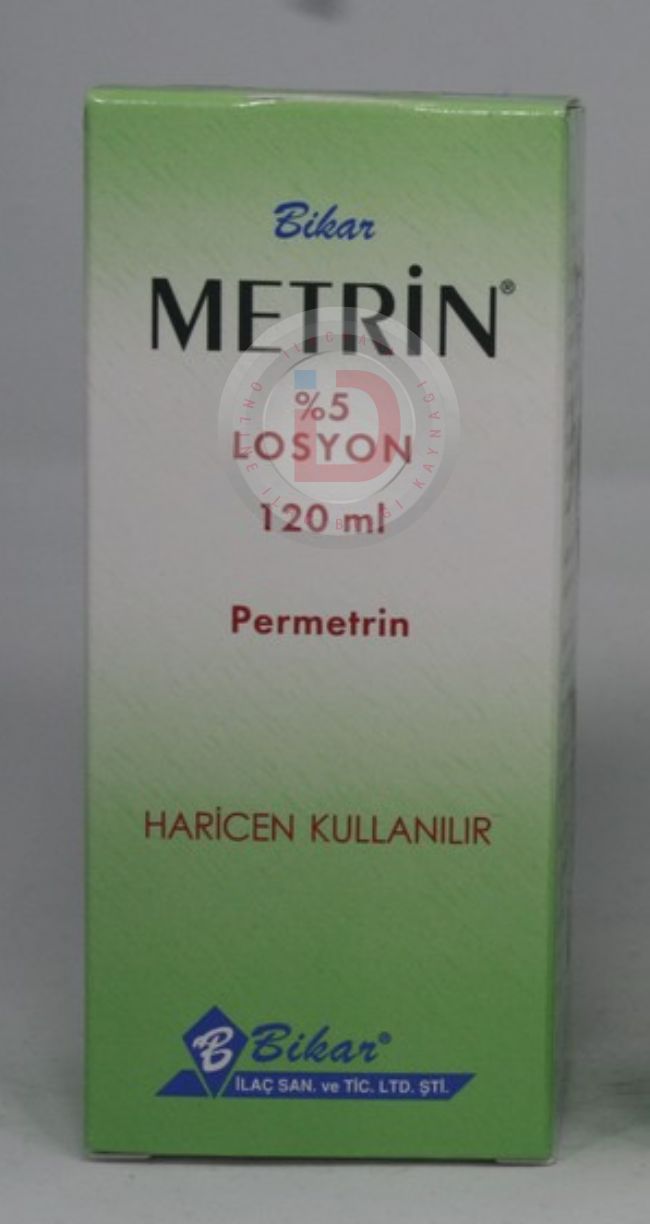 Bikar
METRİN®
%5
LOSYON
120 ml
Permetrin
HARİCEN KULLANILIR
B Bikar®
İLAÇ SAN. ve TİC. LTD. ŞTİ.